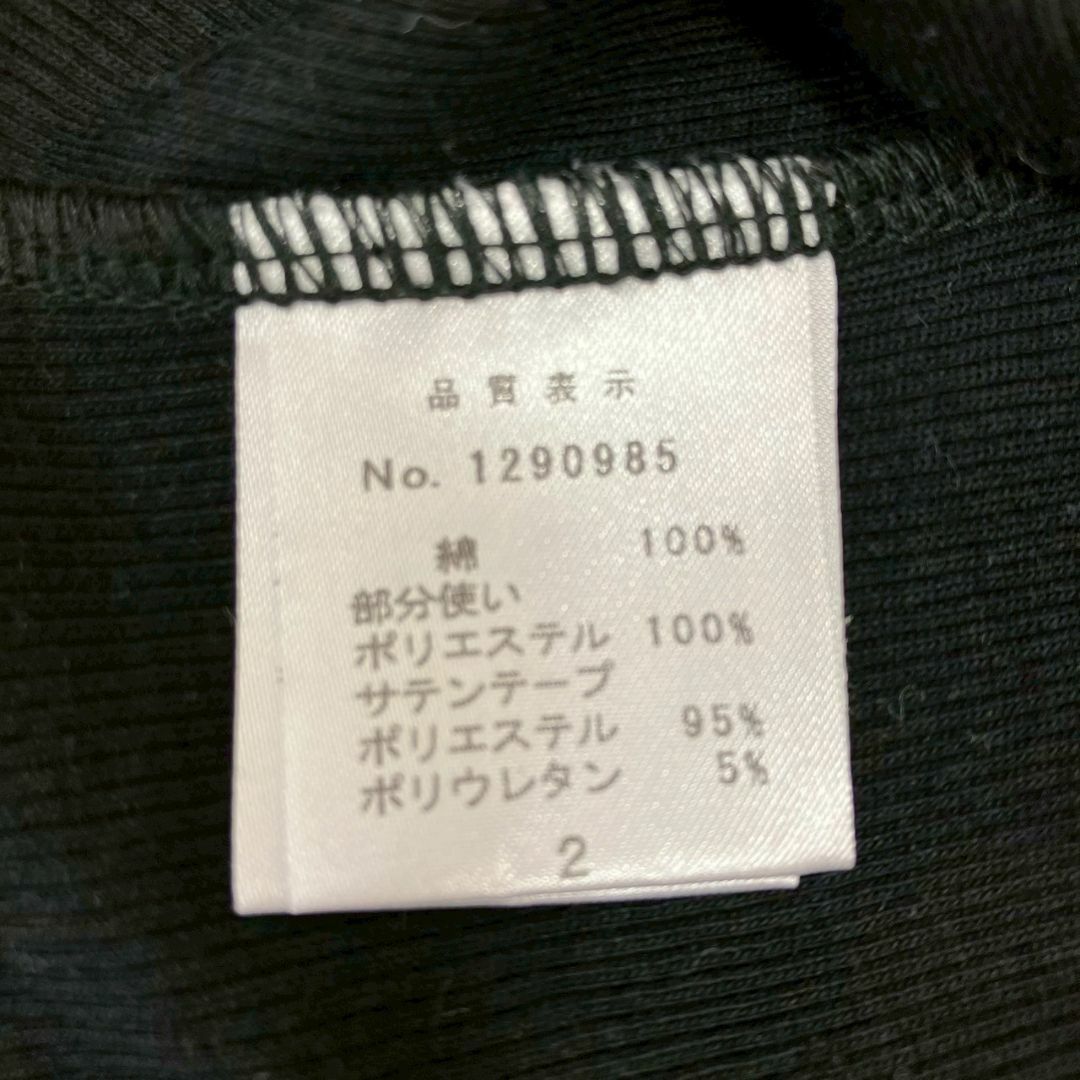 品質表示
No. 1290985
綿 100%
部分使い
ポリエステル 100%
サテンテープ
ポリエステル 95%
ポリウレタン 5%
2